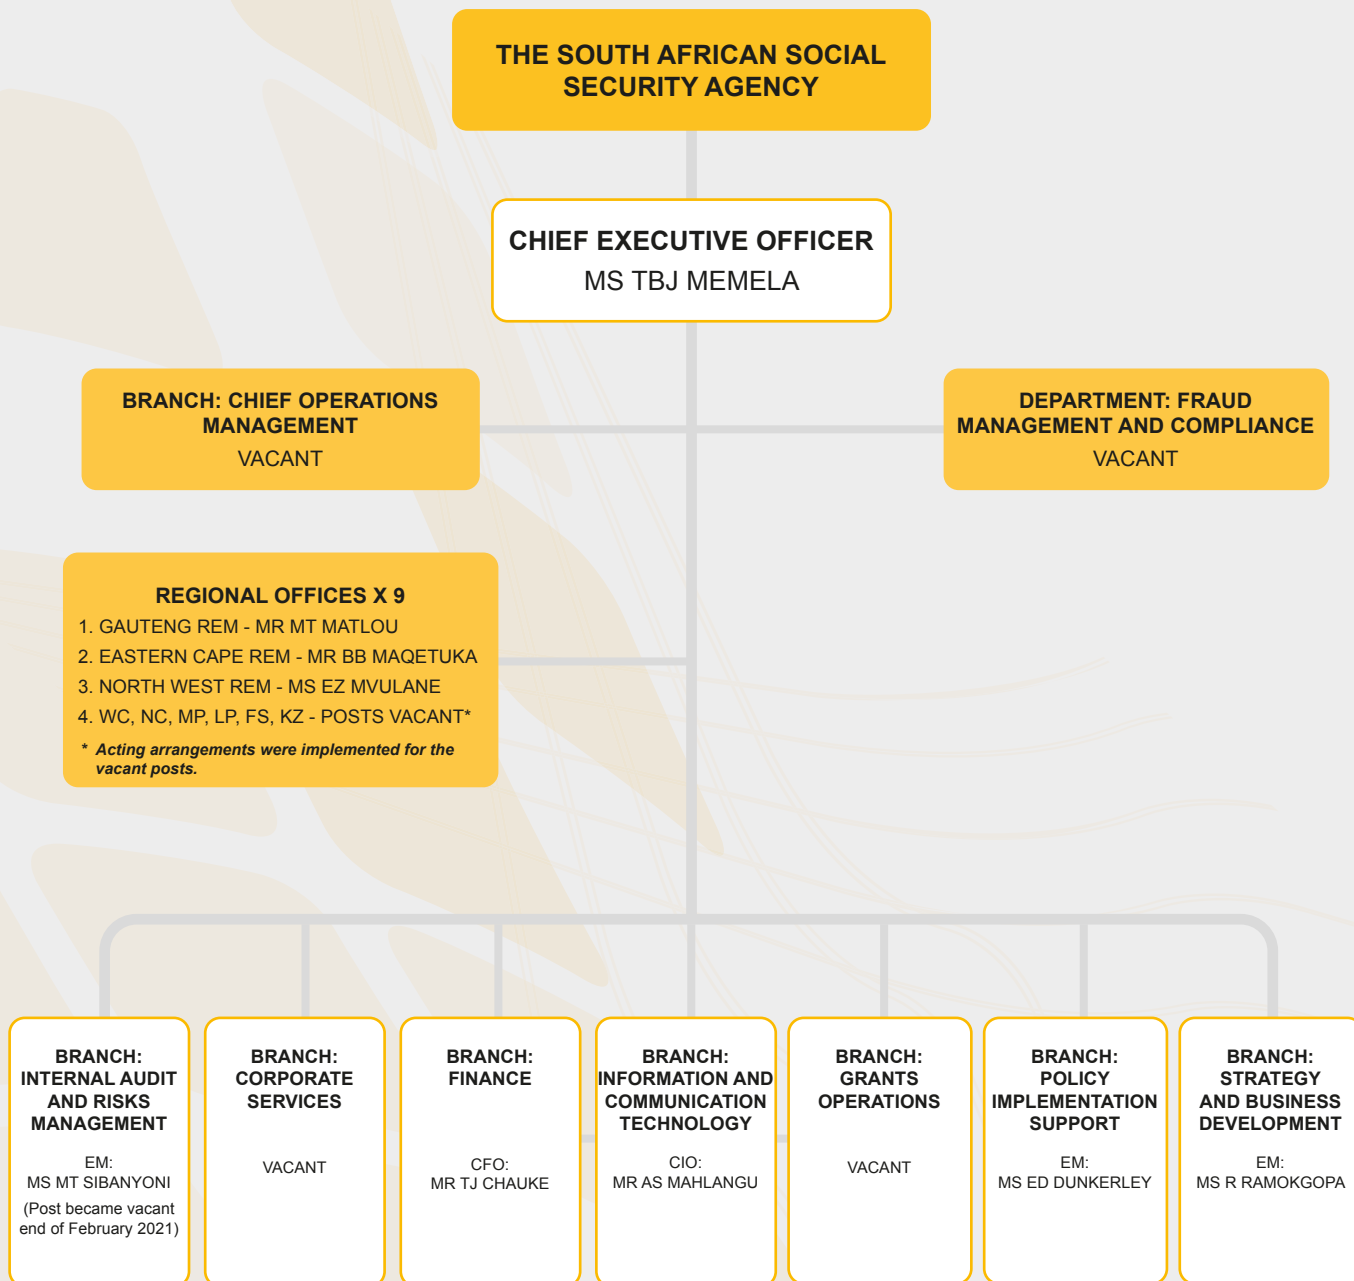 THE SOUTH AFRICAN SOCIAL
SECURITY AGENCY
CHIEF EXECUTIVE OFFICER
MS TBJ MEMELA
BRANCH: CHIEF OPERATIONS
MANAGEMENT
VACANT
DEPARTMENT: FRAUD
MANAGEMENT AND COMPLIANCE
VACANT
REGIONAL OFFICES X 9
1. GAUTENG REM - MR MT MATLOU
2. EASTERN CAPE REM - MR BB MAQETUKA
3. NORTH WEST REM - MS EZ MVULANE
4. WC, NC, MP, LP, FS, KZ - POSTS VACANT*
* Acting arrangements were implemented for the
vacant posts.
BRANCH:
INTERNAL AUDIT
AND RISKS
MANAGEMENT
EM:
MS MT SIBANYONI
(Post became vacant
end of February 2021)
BRANCH:
CORPORATE
SERVICES
VACANT
BRANCH:
FINANCE
CFO:
MR TJ CHAUKE
BRANCH:
INFORMATION AND
COMMUNICATION
TECHNOLOGY
CIO:
MR AS MAHLANGU
BRANCH:
GRANTS
OPERATIONS
VACANT
BRANCH:
POLICY
IMPLEMENTATION
SUPPORT
EM:
MS ED DUNKERLEY
BRANCH:
STRATEGY
AND BUSINESS
DEVELOPMENT
EM:
MS R RAMOKGOPA